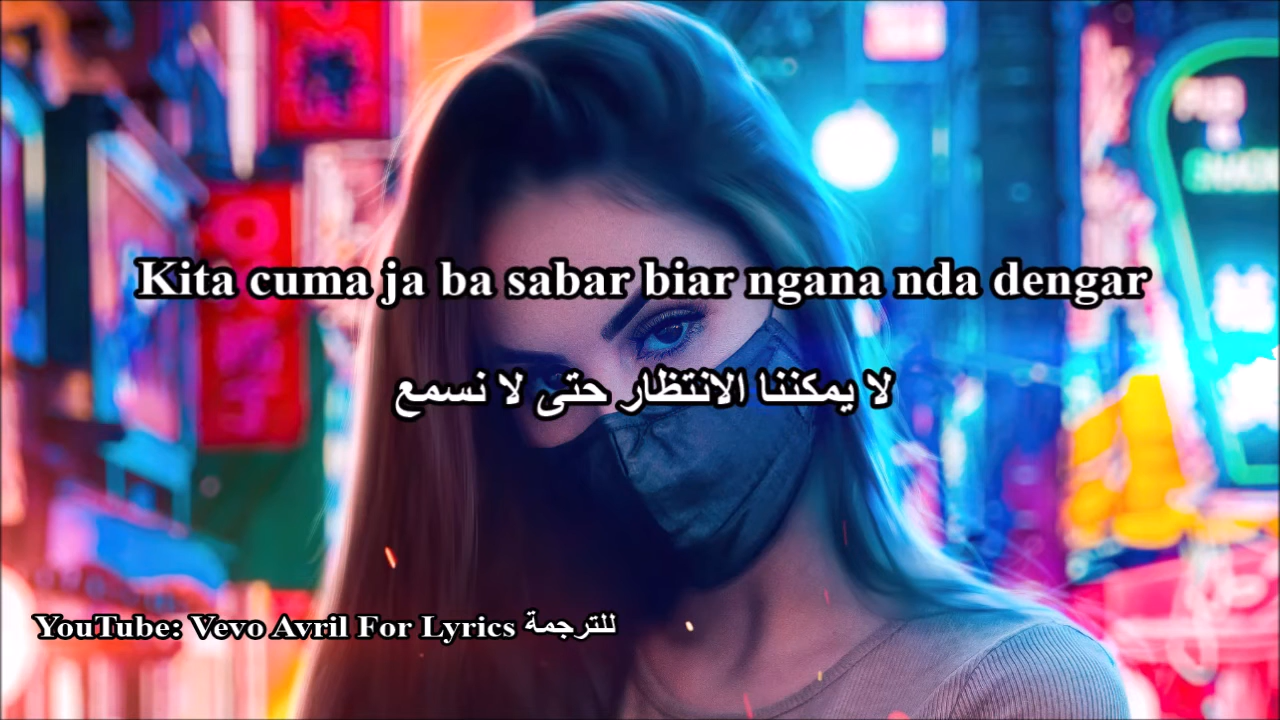 Kita cuma ja ba sabar biar ngana nda dengar
لا يمكننا الانتظار حتى لا نسمع
YouTube: Vevo Avril For Lyrics للترجمة